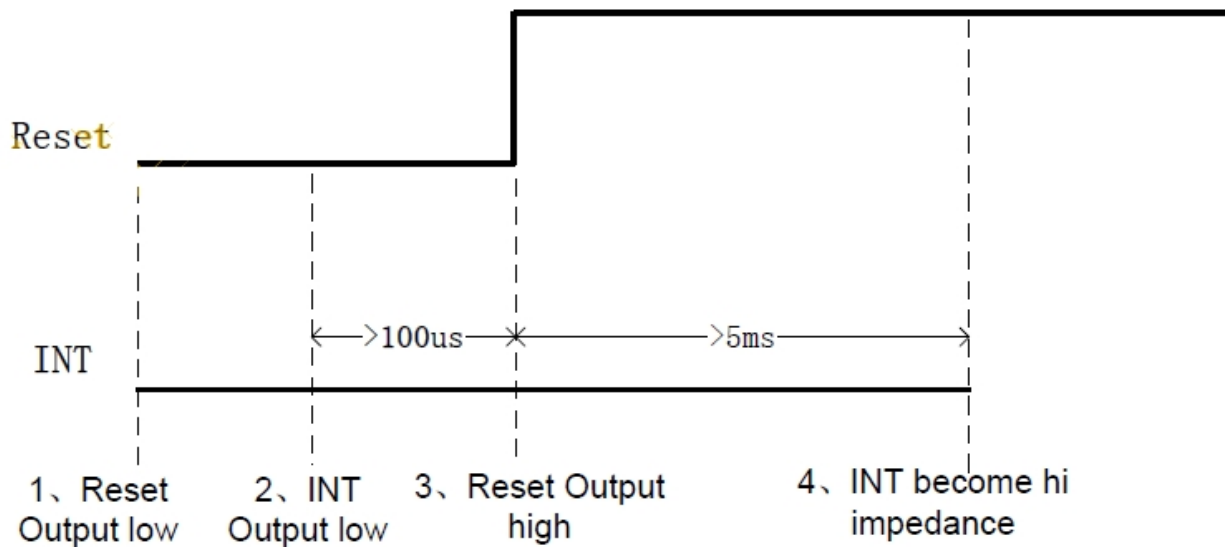 Reset
>100us
>5ms
INT
1、Reset
Output low
2、INT
Output low
3、Reset Output
high
4、INT become hi
impedance